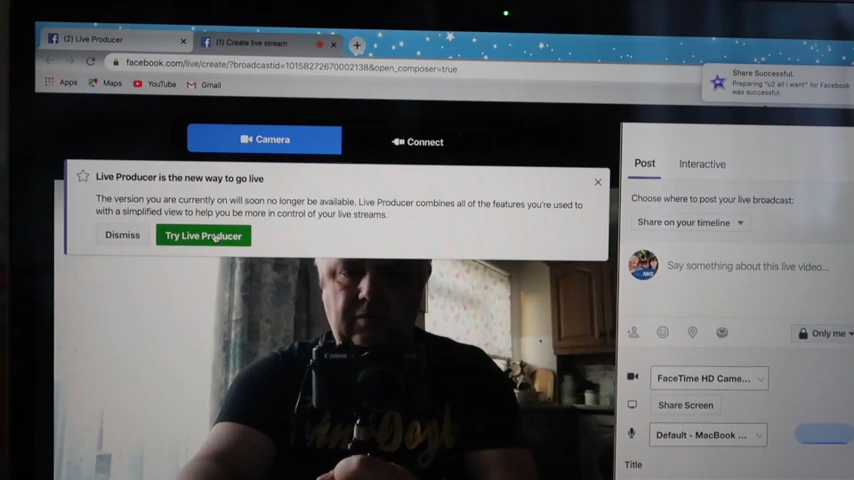 (2) Live Producer
(1) Create live stream
facebook.com/live/create/?broadcastid=10158272670002138&open_composer=true
Apps
Maps
YouTube
Gmail
Share Successful.
Preparing "u2 all i want" for Facebook
was successful.
Camera
Connect
Live Producer is the new way to go live
The version you are currently on will soon no longer be available. Live Producer combines all of the features you're used to
with a simplified view to help you be more in control of your live streams.
Dismiss
Try Live Producer
Post
Interactive
Choose where to post your live broadcast:
Share on your timeline
Say something about this live video...
NHS
Only me
FaceTime HD Came...
Share Screen
Default - MacBook ...
Title
Canon